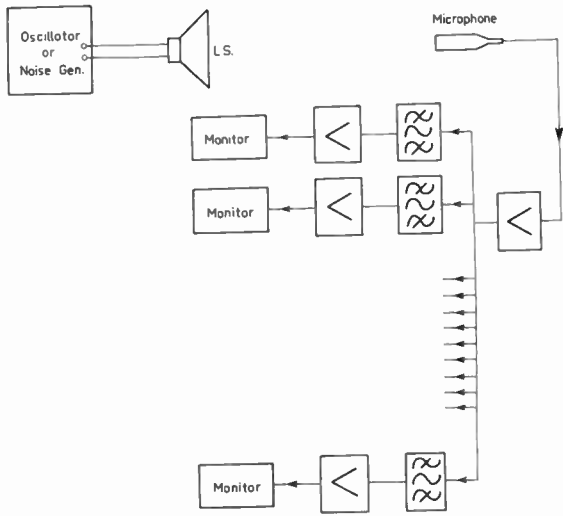 Oscillator
or
Noise Gen.
L.S.
Microphone
Monitor
Monitor
Monitor